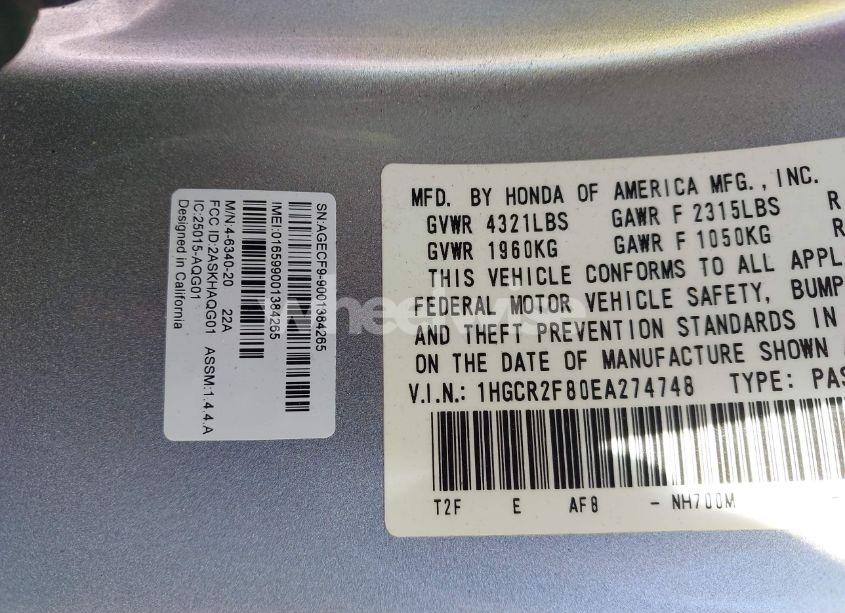 SN:AGECF9-9001384265
IMEI:016599001384265
M/N:4-6340-20 22A
FCC ID:2ASKHAQG01 ASSM:1.4.4.A
IC:25015-AQG01
Designed in California
MFD. BY HONDA OF AMERICA MFG., INC.
GVWR 4321LBS GAWR F 2315LBS R
GVWR 1960KG GAWR F 1050KG R
THIS VEHICLE CONFORMS TO ALL APPL
FEDERAL MOTOR VEHICLE SAFETY, BUMP
AND THEFT PREVENTION STANDARDS IN
ON THE DATE OF MANUFACTURE SHOWN A
V.I.N.: 1HGCR2F80EA274748 TYPE: PAS
T2F E AF8 - NH700M -
wheelwise